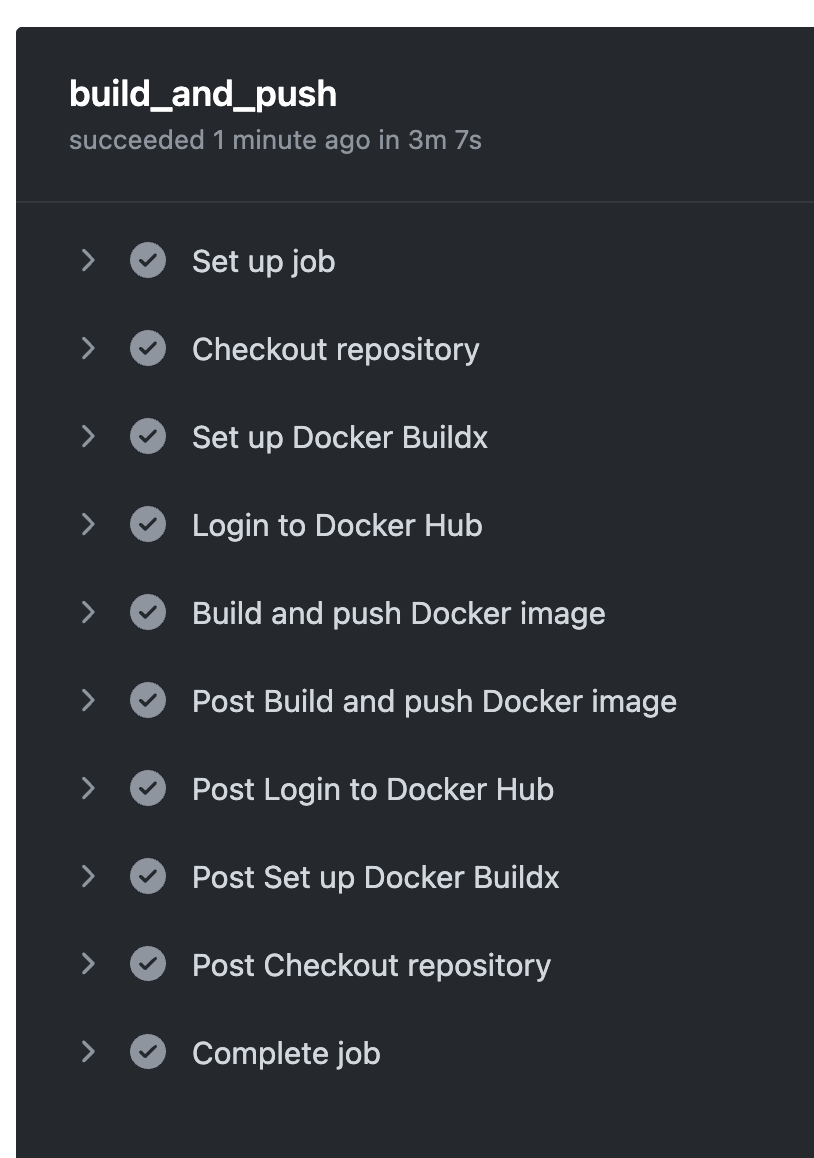 build_and_push
succeeded 1 minute ago in 3m 7s
Set up job
Checkout repository
Set up Docker Buildx
Login to Docker Hub
Build and push Docker image
Post Build and push Docker image
Post Login to Docker Hub
Post Set up Docker Buildx
Post Checkout repository
Complete job